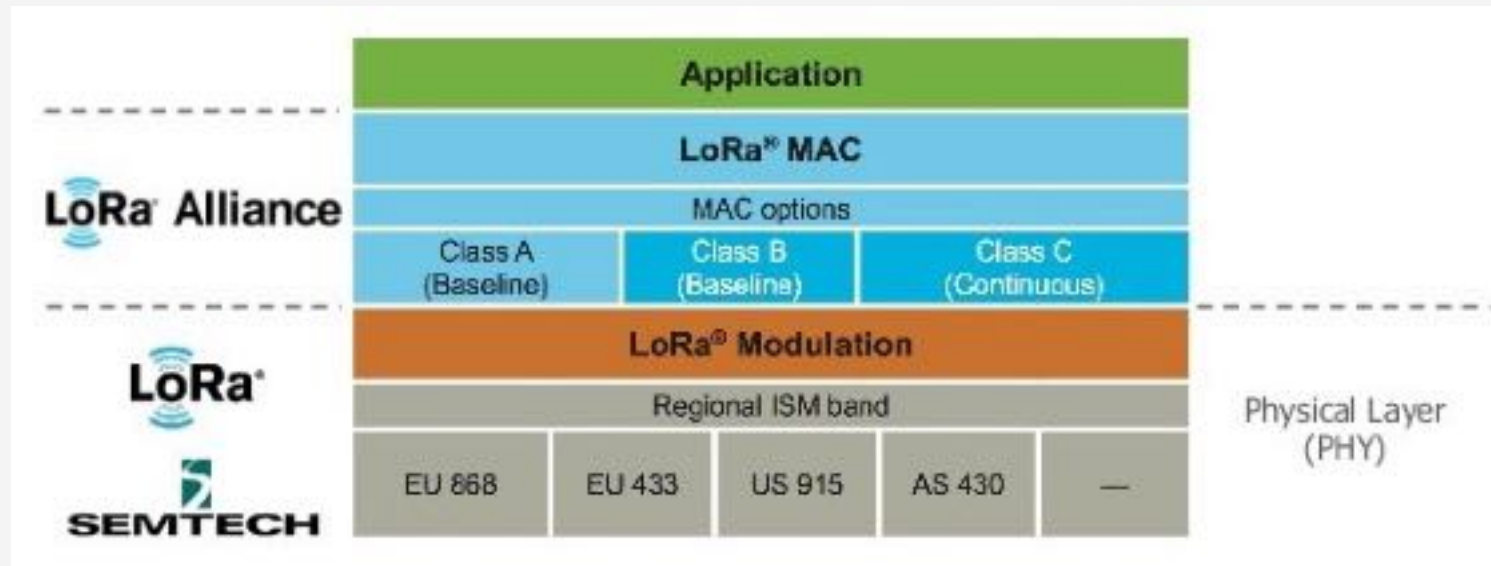 Application
LoRa® MAC
LoRa® Alliance
MAC options
Class A
(Baseline)
Class B
(Baseline)
Class C
(Continuous)
LoRa® Modulation
LoRa®
Regional ISM band
Physical Layer
(PHY)
EU 868
EU 433
US 915
AS 430
—
SEMTECH